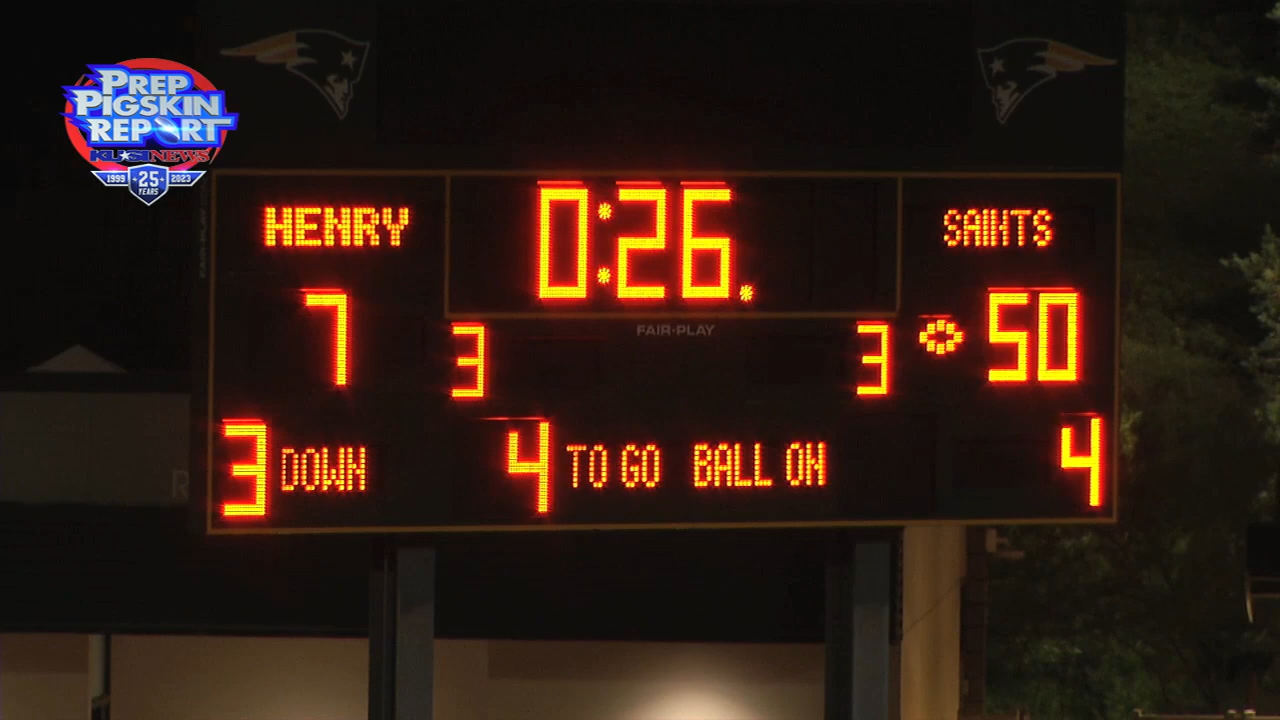 PREP
PIGSKIN
REPORT
KUSI NEWS
1999 25 2023
YEARS
HENRY 0:26 SAINTS
7 50
FAIR-PLAY
3 3
3 DOWN 4 TO GO BALL ON 4
R